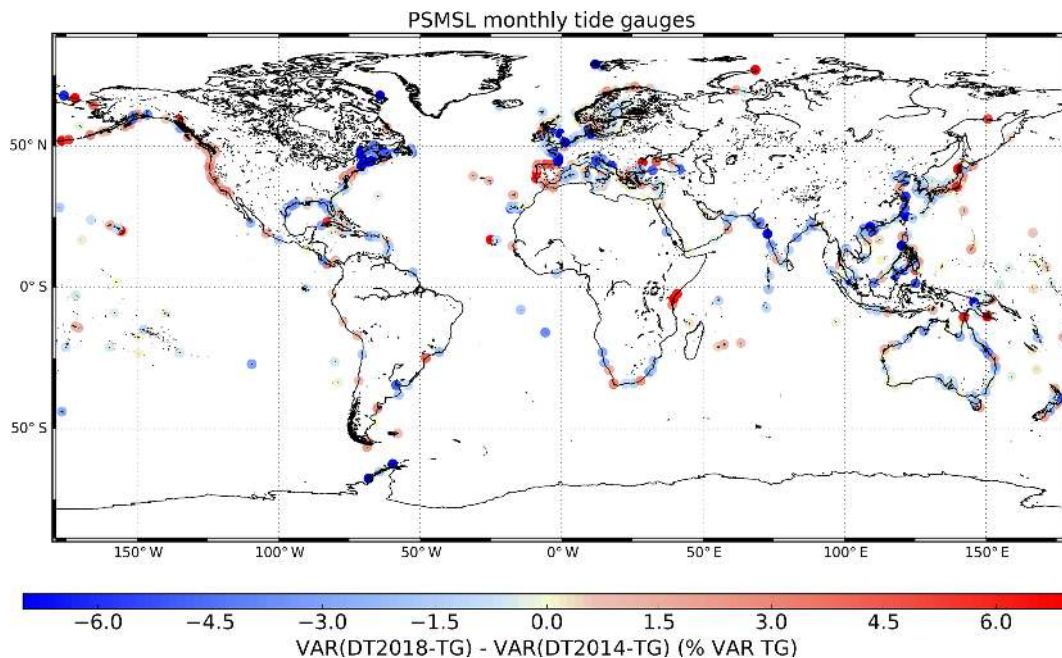 PSMSL monthly tide gauges
50° N
0° S
50° S
150° W 100° W 50° W 0° W 50° E 100° E 150° E
−6.0 −4.5 −3.0 −1.5 0.0 1.5 3.0 4.5 6.0
VAR(DT2018-TG) - VAR(DT2014-TG) (% VAR TG)